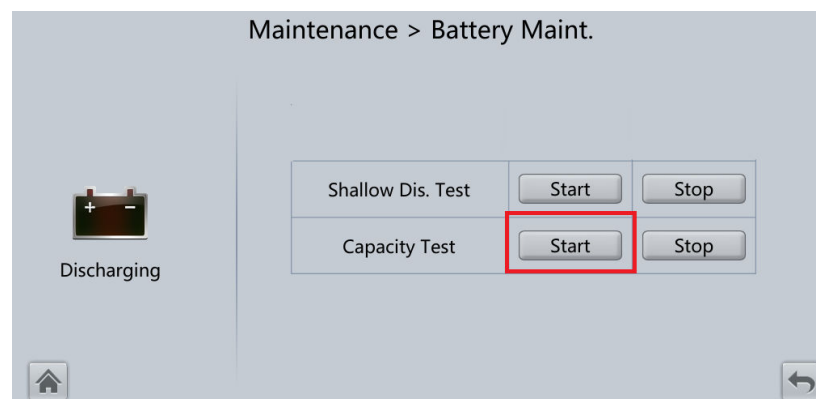 Maintenance > Battery Maint.
Shallow Dis. Test Start Stop
Capacity Test Start Stop
+ -
Discharging